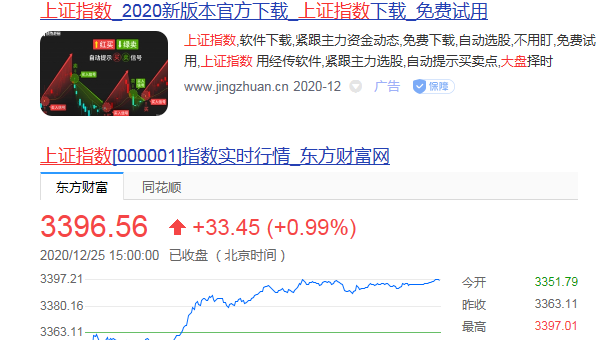 上证指数_2020新版本官方下载_上证指数下载_免费试用
上证指数,软件下载,紧跟主力资金动态,免费下载,自动选股,不用盯,免费试
用,上证指数 用经传软件,紧跟主力选股,自动提示买卖点,大盘择时
红买 绿卖
自动提示 买 卖 信号
www.jingzhuan.cn 2020-12 广告 保障
上证指数[000001]指数实时行情_东方财富网
东方财富 同花顺
3396.56 +33.45 (+0.99%)
2020/12/25 15:00:00 已收盘 (北京时间)
3397.21
3380.16
3363.11
今开 3351.79
昨收 3363.11
最高 3397.01